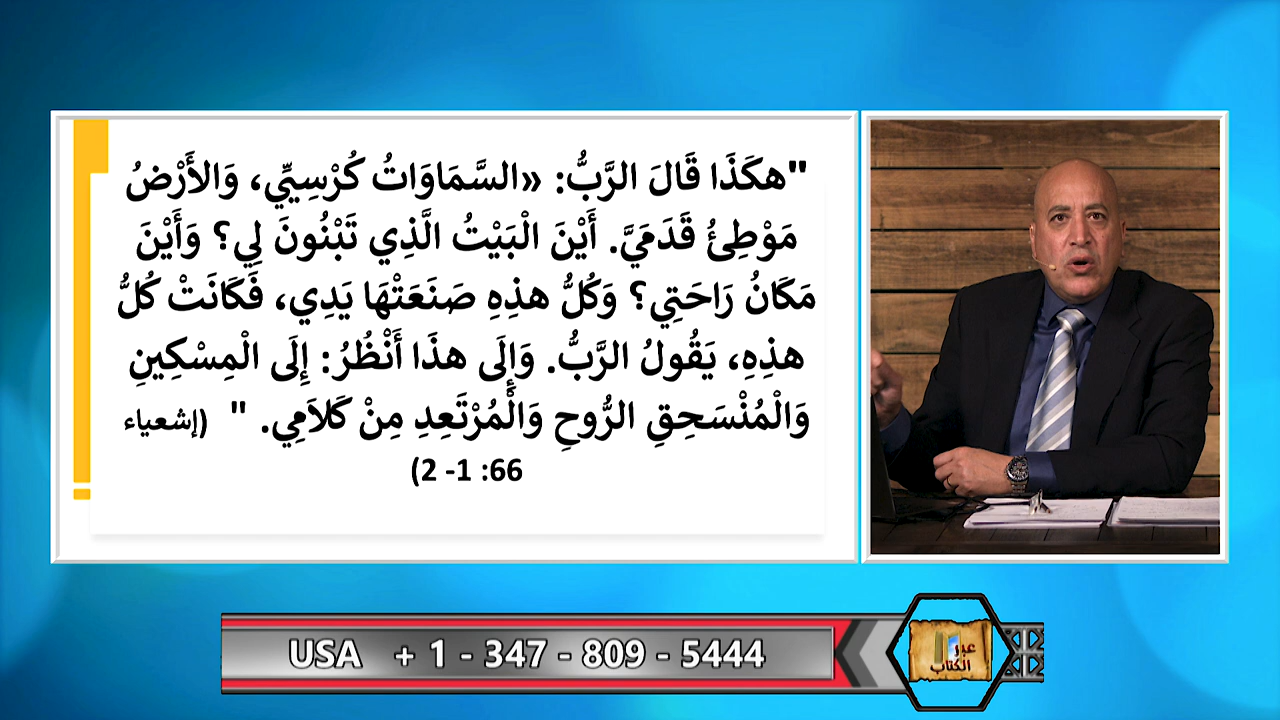 "هكَذَا قَالَ الرَّبُّ: «السَّمَاوَاتُ كُرْسِيِّي، وَالأَرْضُ
مَوْطِئُ قَدَمَيَّ. أَيْنَ الْبَيْتُ الَّذِي تَبْنُونَ لِي؟ وَأَيْنَ
مَكَانُ رَاحَتِي؟ وَكُلُّ هذِهِ صَنَعَتْهَا يَدِي، فَكَانَتْ كُلُّ
هذِهِ، يَقُولُ الرَّبُّ. وَإِلَى هذَا أَنْظُرُ: إِلَى الْمِسْكِينِ
وَالْمُنْسَحِقِ الرُّوحِ وَالْمُرْتَعِدِ مِنْ كَلاَمِي. " (إشعياء
66: 1- 2)
USA + 1 - 347 - 809 - 5444
عبر
الكتاب